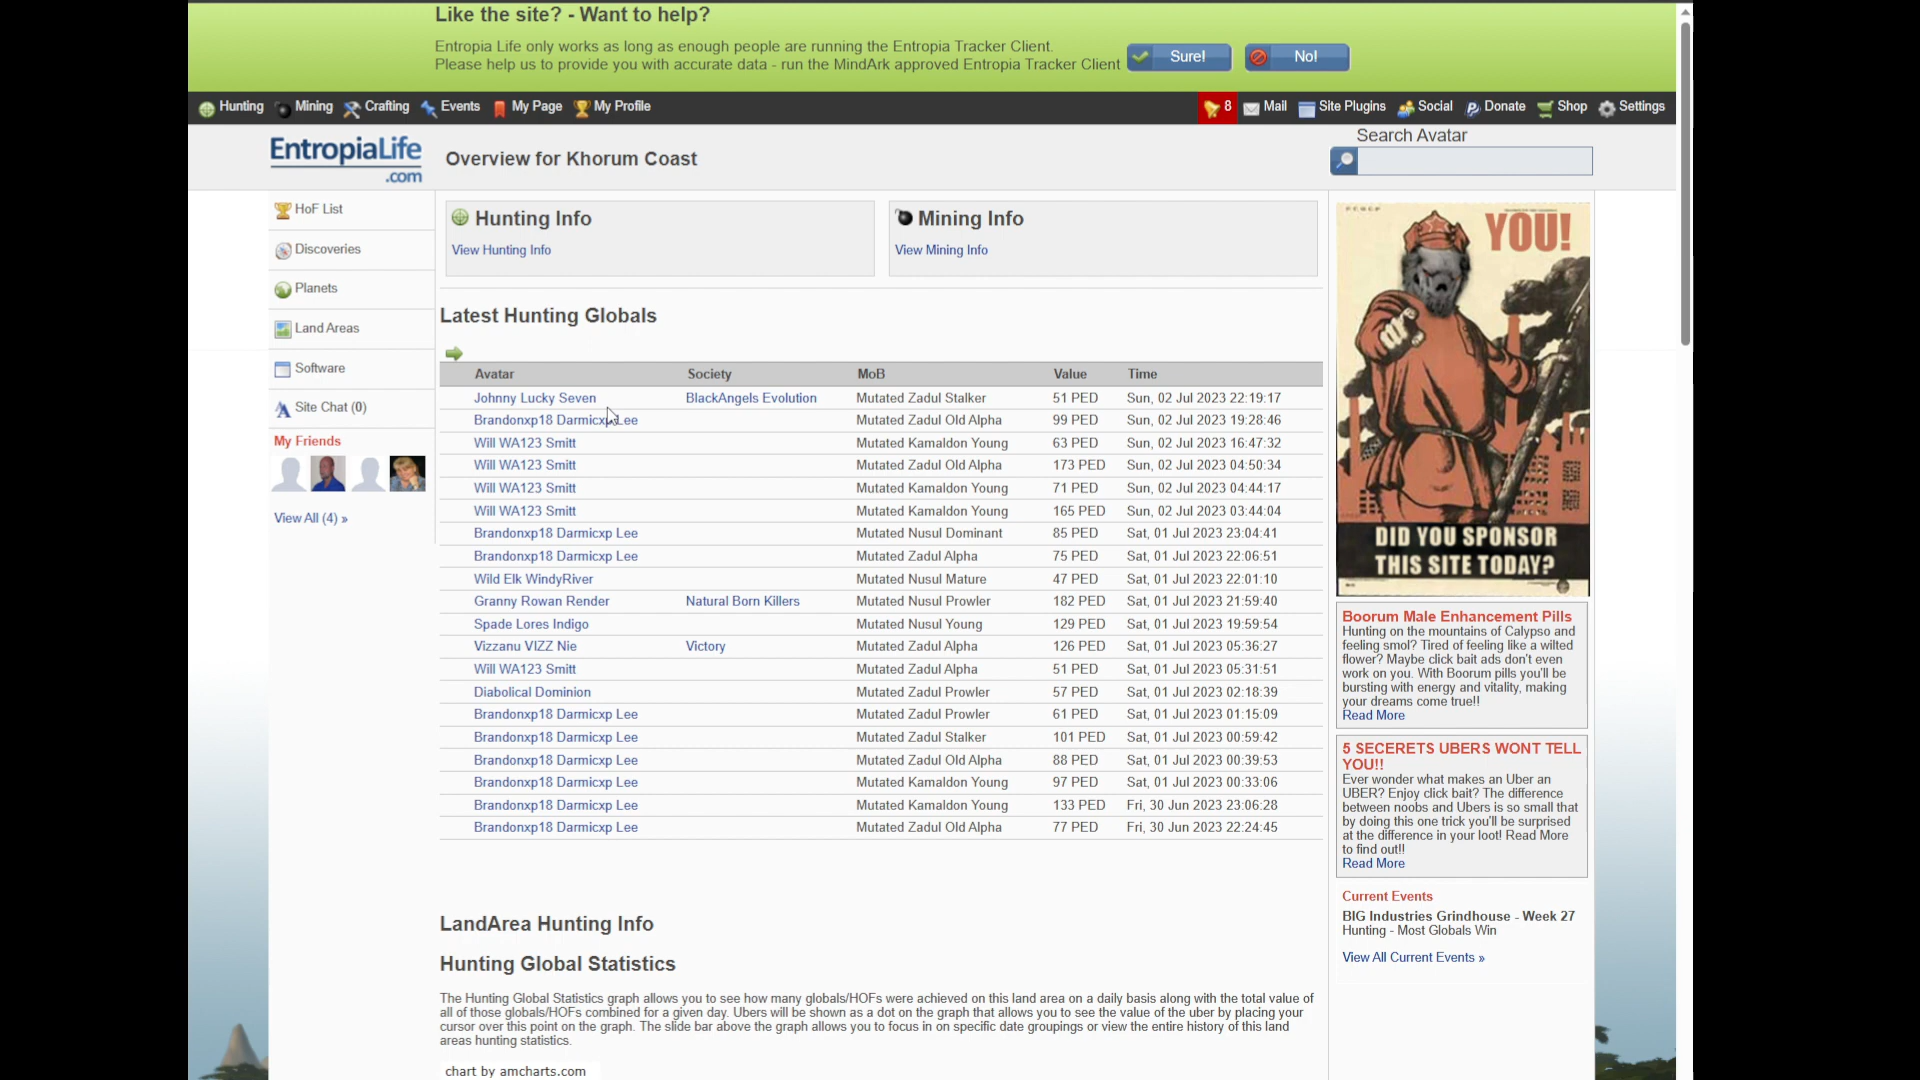 Like the site? - Want to help?
Entropia Life only works as long as enough people are running the Entropia Tracker Client.
Please help us to provide you with accurate data - run the MindArk approved Entropia Tracker Client
Sure!
No!
Hunting Mining Crafting Events My Page My Profile
8 Mail Site Plugins Social Donate Shop Settings
EntropiaLife
.com
Overview for Khorum Coast
Search Avatar
HoF List
Discoveries
Planets
Land Areas
Software
Site Chat (0)
My Friends
View All (4) »
Hunting Info
View Hunting Info
Mining Info
View Mining Info
Latest Hunting Globals
Avatar Society MoB Value Time
Johnny Lucky Seven BlackAngels Evolution Mutated Zadul Stalker 51 PED Sun, 02 Jul 2023 22:19:17
Brandonxp18 Darmicxp Lee Mutated Zadul Old Alpha 99 PED Sun, 02 Jul 2023 19:28:46
Will WA123 Smitt Mutated Kamaldon Young 63 PED Sun, 02 Jul 2023 16:47:32
Will WA123 Smitt Mutated Zadul Old Alpha 173 PED Sun, 02 Jul 2023 04:50:34
Will WA123 Smitt Mutated Kamaldon Young 71 PED Sun, 02 Jul 2023 04:44:17
Will WA123 Smitt Mutated Kamaldon Young 165 PED Sun, 02 Jul 2023 03:44:04
Brandonxp18 Darmicxp Lee Mutated Nusul Dominant 85 PED Sat, 01 Jul 2023 23:04:41
Brandonxp18 Darmicxp Lee Mutated Zadul Alpha 75 PED Sat, 01 Jul 2023 22:06:51
Wild Elk WindyRiver Mutated Nusul Mature 47 PED Sat, 01 Jul 2023 22:01:10
Granny Rowan Render Natural Born Killers Mutated Nusul Prowler 182 PED Sat, 01 Jul 2023 21:59:40
Spade Lores Indigo Mutated Nusul Young 129 PED Sat, 01 Jul 2023 19:59:54
Vizzanu VIZZ Nie Victory Mutated Zadul Alpha 126 PED Sat, 01 Jul 2023 05:36:27
Will WA123 Smitt Mutated Zadul Alpha 51 PED Sat, 01 Jul 2023 05:31:51
Diabolical Dominion Mutated Zadul Prowler 57 PED Sat, 01 Jul 2023 02:18:39
Brandonxp18 Darmicxp Lee Mutated Zadul Prowler 61 PED Sat, 01 Jul 2023 01:15:09
Brandonxp18 Darmicxp Lee Mutated Zadul Stalker 101 PED Sat, 01 Jul 2023 00:59:42
Brandonxp18 Darmicxp Lee Mutated Zadul Old Alpha 88 PED Sat, 01 Jul 2023 00:39:53
Brandonxp18 Darmicxp Lee Mutated Kamaldon Young 97 PED Sat, 01 Jul 2023 00:33:06
Brandonxp18 Darmicxp Lee Mutated Kamaldon Young 133 PED Fri, 30 Jun 2023 23:06:28
Brandonxp18 Darmicxp Lee Mutated Zadul Old Alpha 77 PED Fri, 30 Jun 2023 22:24:45
LandArea Hunting Info
Hunting Global Statistics
The Hunting Global Statistics graph allows you to see how many globals/HOFs were achieved on this land area on a daily basis along with the total value of
all of those globals/HOFs combined for a given day. Ubers will be shown as a dot on the graph that allows you to see the value of the uber by placing your
cursor over this point on the graph. The slide bar above the graph allows you to focus in on specific date groupings or view the entire history of this land
areas hunting statistics.
chart by amcharts.com
YOU!
DID YOU SPONSOR
THIS SITE TODAY?
Boorum Male Enhancement Pills
Hunting on the mountains of Calypso and
feeling smol? Tired of feeling like a wilted
flower? Maybe click bait ads don't even
work on you. With Boorum pills you'll be
bursting with energy and vitality, making
your dreams come true!!
Read More
5 SECERETS UBERS WONT TELL
YOU!!
Ever wonder what makes an Uber an
UBER? Enjoy click bait? The difference
between noobs and Ubers is so small that
by doing this one trick you'll be surprised
at the difference in your loot! Read More
to find out!!
Read More
Current Events
BIG Industries Grindhouse - Week 27
Hunting - Most Globals Win
View All Current Events »